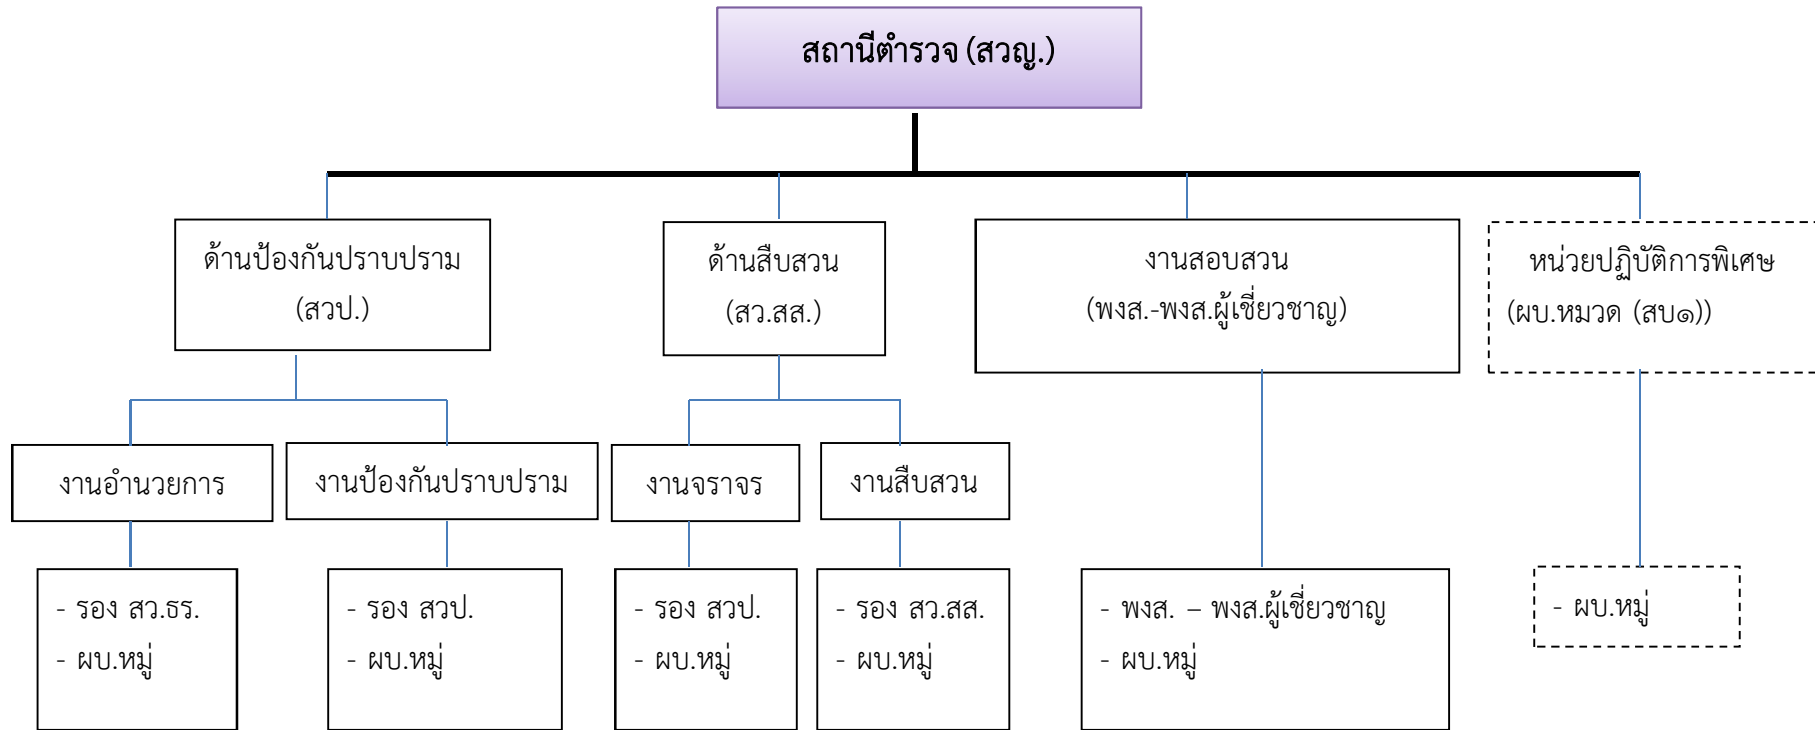 สถานีตำรวจ (สวญ.)
ด้านป้องกันปราบปราม
(สวป.)
ด้านสืบสวน
(สว.สส.)
งานสอบสวน
(พงส.-พงส.ผู้เชี่ยวชาญ)
หน่วยปฏิบัติการพิเศษ
(ผบ.หมวด (สบ๑))
งานอำนวยการ
งานป้องกันปราบปราม
งานจราจร
งานสืบสวน
- รอง สว.ธร.
- ผบ.หมู่
- รอง สวป.
- ผบ.หมู่
- รอง สวป.
- ผบ.หมู่
- รอง สว.สส.
- ผบ.หมู่
- พงส. – พงส.ผู้เชี่ยวชาญ
- ผบ.หมู่
- ผบ.หมู่